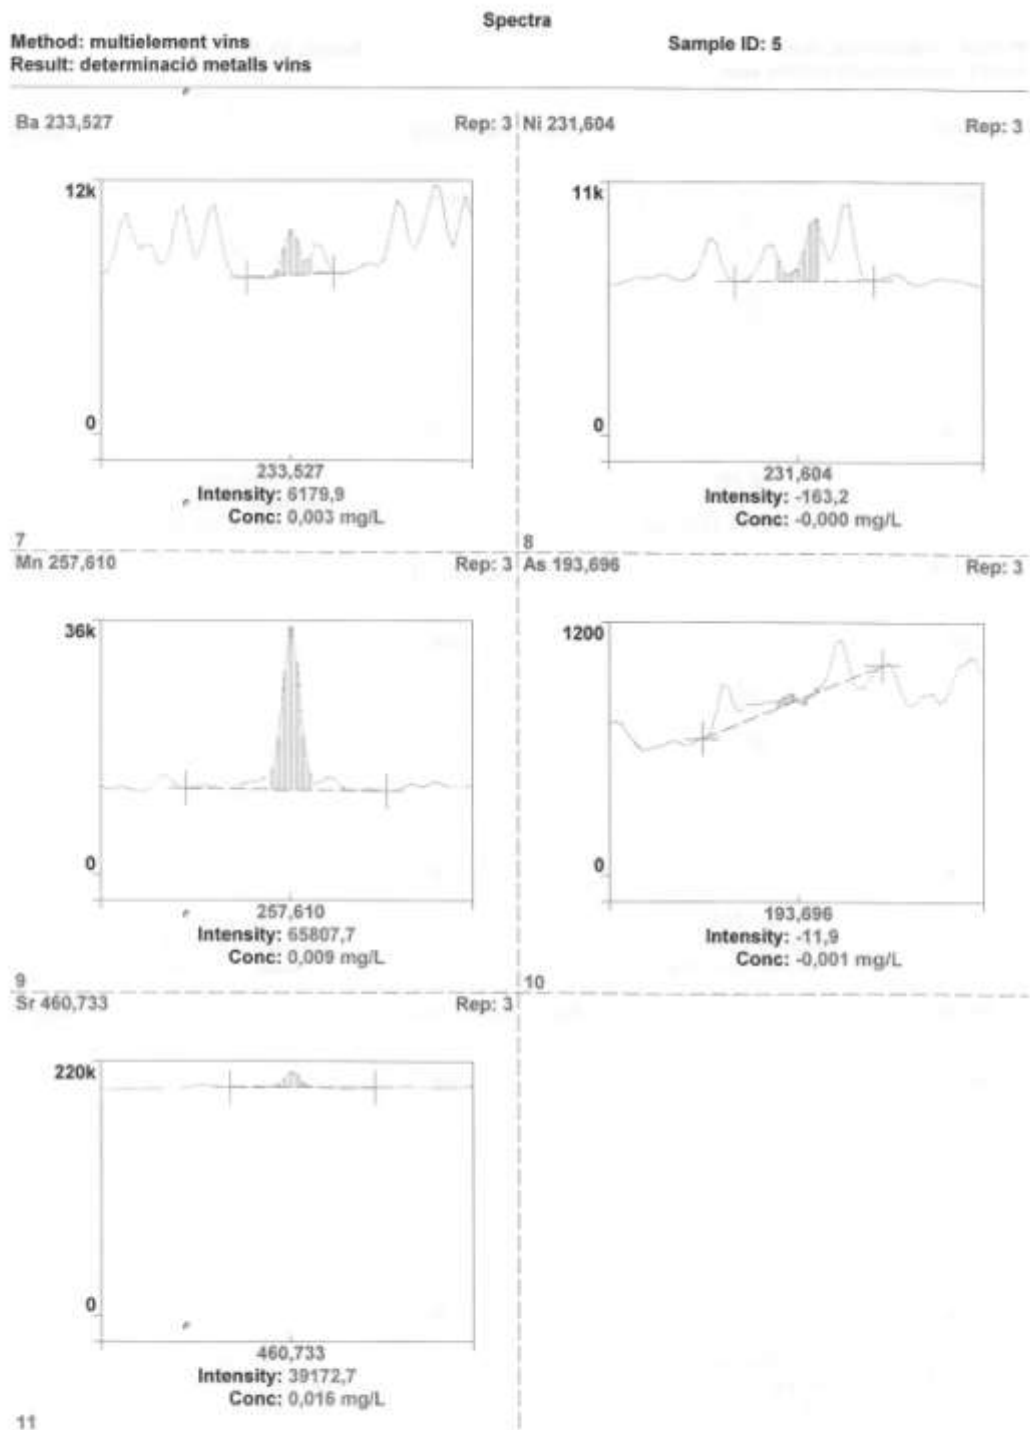 Spectra
Method: multielement vins
Sample ID: 5
Result: determinació metalls vins
Ba 233,527
Rep: 3
12k
0
233,527
Intensity: 6179,9
Conc: 0,003 mg/L
7
Ni 231,604
Rep: 3
11k
0
231,604
Intensity: -163,2
Conc: -0,000 mg/L
8
Mn 257,610
Rep: 3
36k
0
257,610
Intensity: 65807,7
Conc: 0,009 mg/L
9
As 193,696
Rep: 3
1200
0
193,696
Intensity: -11,9
Conc: -0,001 mg/L
10
Sr 460,733
Rep: 3
220k
0
460,733
Intensity: 39172,7
Conc: 0,016 mg/L
11